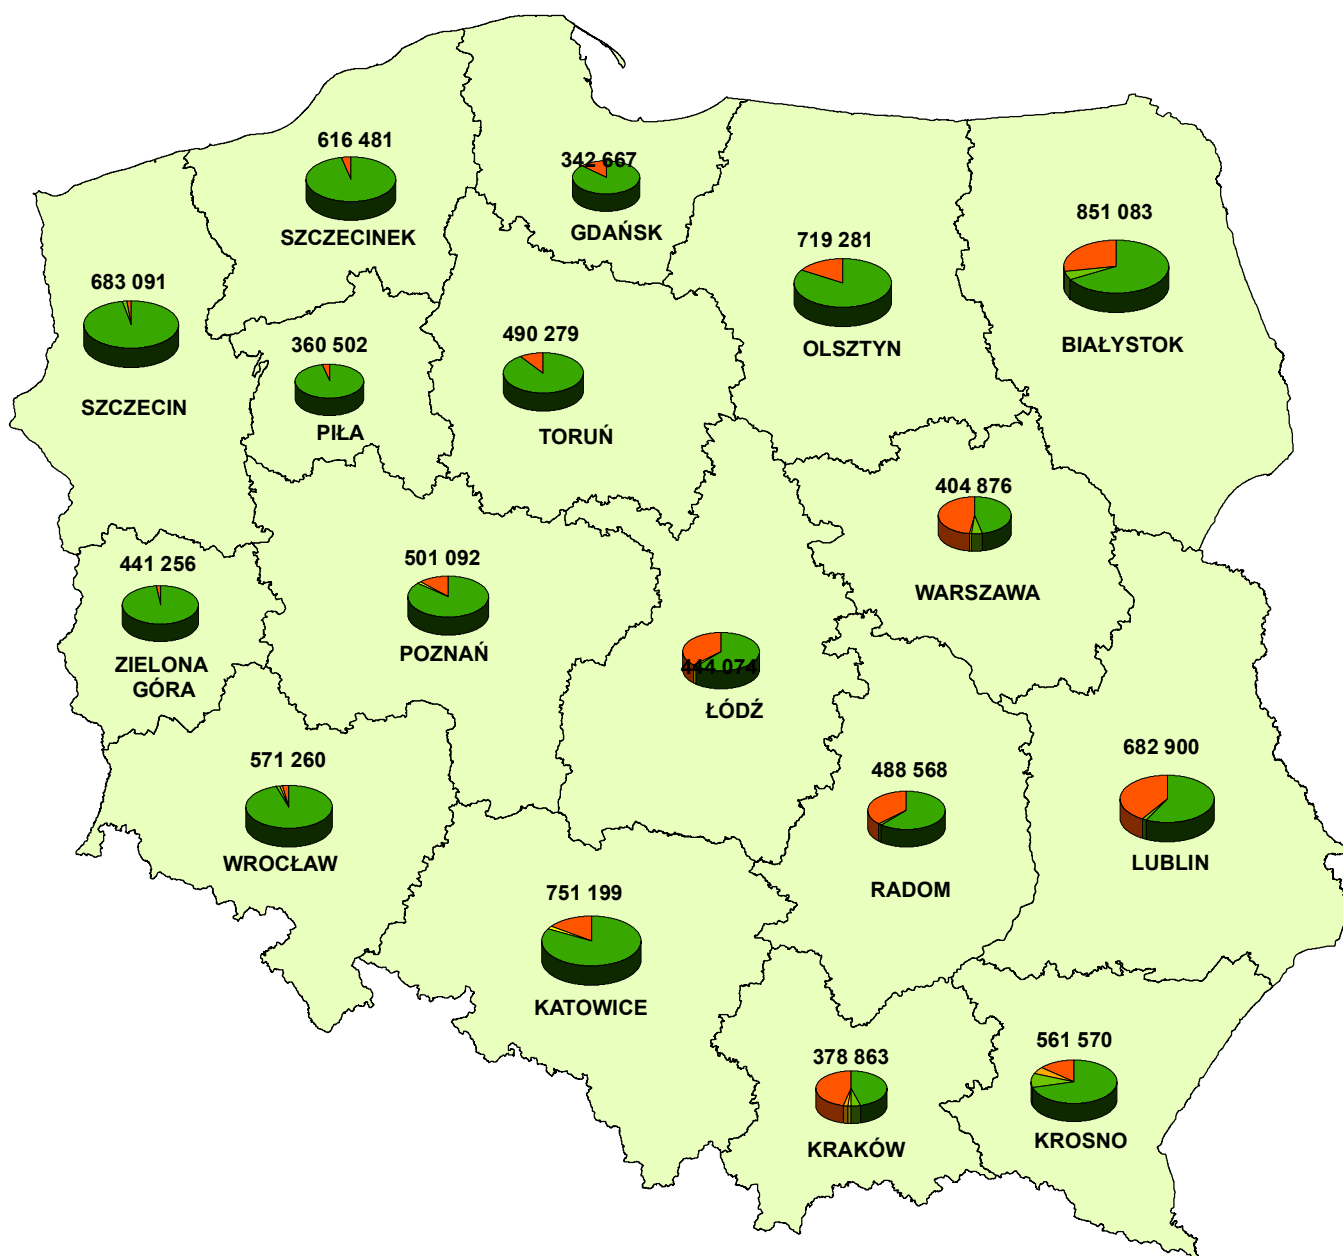 616 481
SZCZECINEK
342 667
GDAŃSK
719 281
OLSZTYN
851 083
BIAŁYSTOK
683 091
SZCZECIN
360 502
PIŁA
490 279
TORUŃ
404 876
WARSZAWA
441 256
ZIELONA
GÓRA
501 092
POZNAŃ
444 074
ŁÓDŹ
571 260
WROCŁAW
488 568
RADOM
682 900
LUBLIN
751 199
KATOWICE
378 863
KRAKÓW
561 570
KROSNO